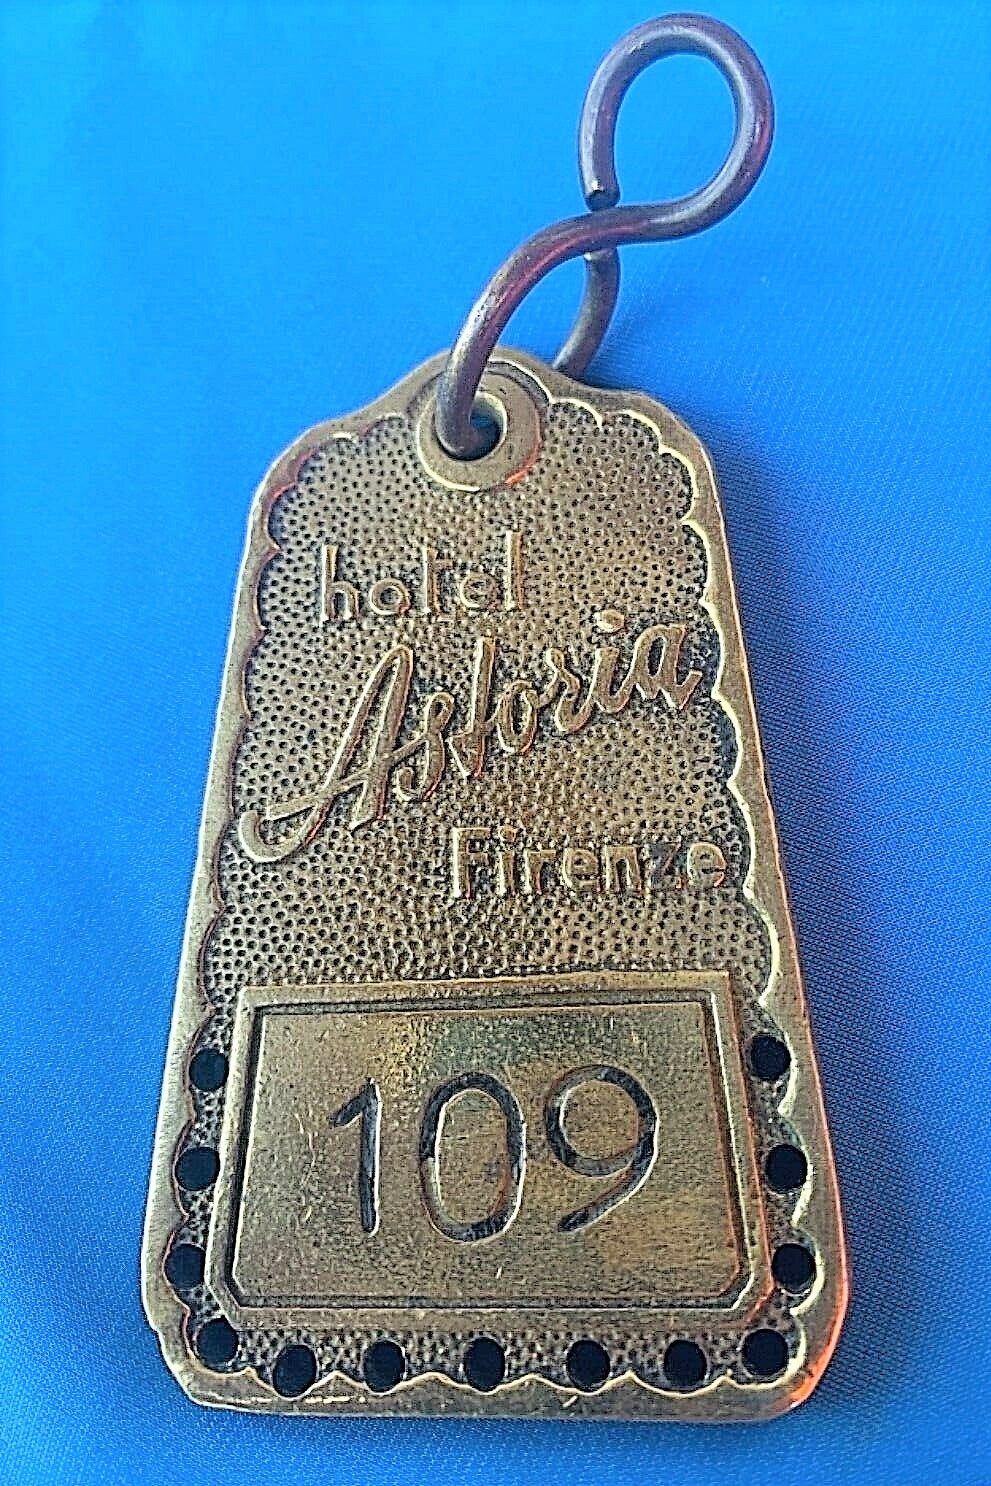 hotel
Astoria
Firenze
109